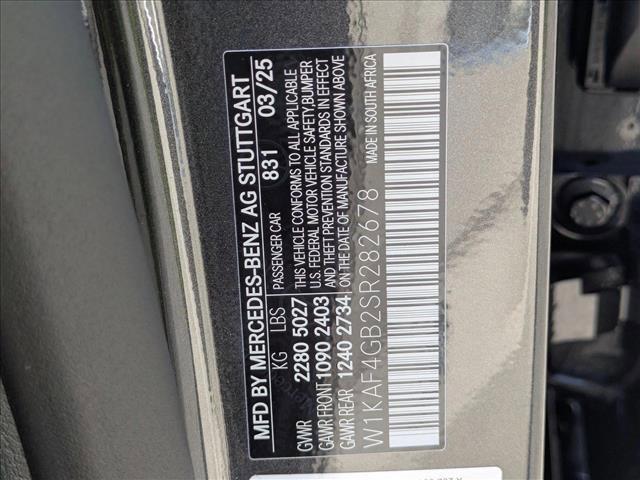 MFD BY MERCEDES-BENZ AG STUTTGART
KG LBS PASSENGER CAR 831 03/25
GVWR 2280 5027 THIS VEHICLE CONFORMS TO ALL APPLICABLE
GAWR FRONT 1090 2403 U.S. FEDERAL MOTOR VEHICLE SAFETY,BUMPER
AND THEFT PREVENTION STANDARDS IN EFFECT
GAWR REAR 1240 2734 ON THE DATE OF MANUFACTURE SHOWN ABOVE
W1KAF4GB2SR282678 MADE IN SOUTH AFRICA